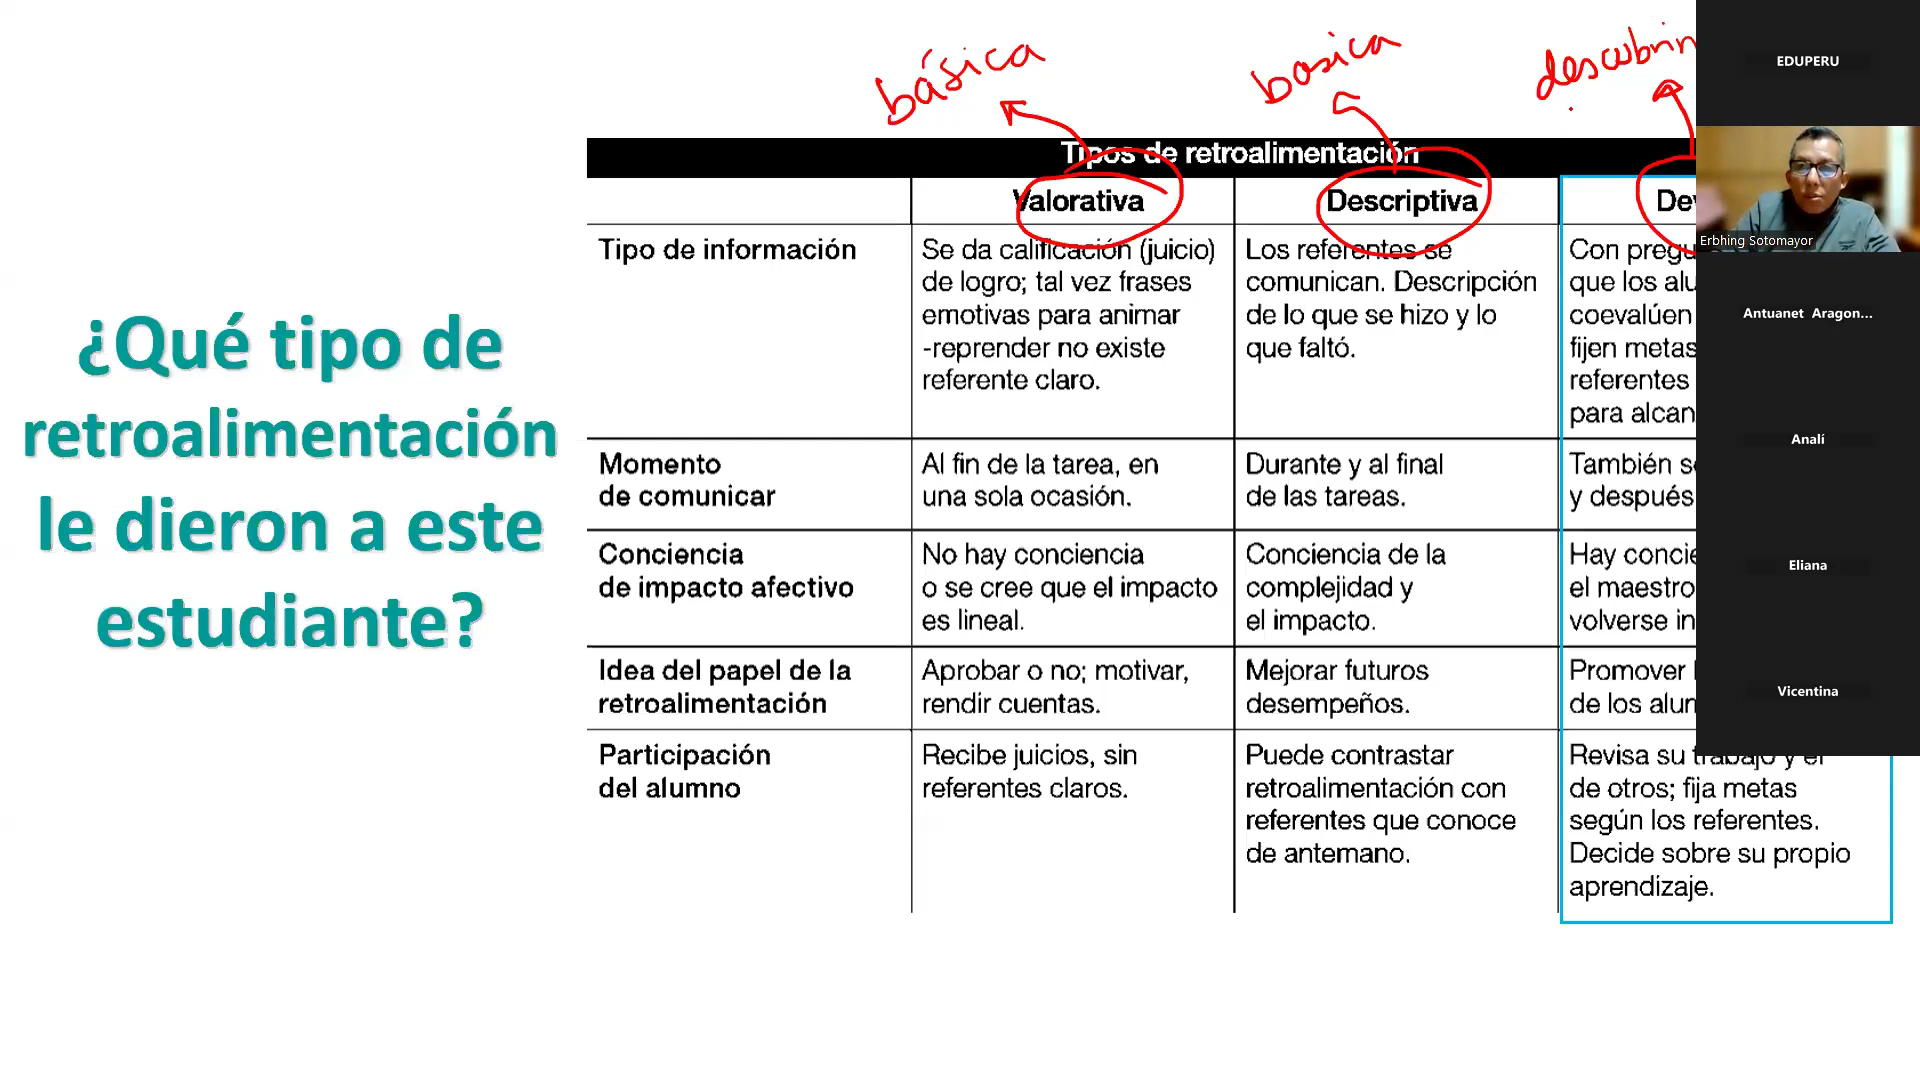 básica
basica
descubrin
EDUPERU
Erbhing Sotomayor
Antuanet Aragon...
Analí
Eliana
Vicentina
¿Qué tipo de
retroalimentación
le dieron a este
estudiante?
Tipos de retroalimentación
Valorativa
Descriptiva
Tipo de información
Se da calificación (juicio)
de logro; tal vez frases
emotivas para animar
-reprender no existe
referente claro.
Los referentes se
comunican. Descripción
de lo que se hizo y lo
que faltó.
Con
que los
coevalúen
fijen metas
referentes
para
Momento
de comunicar
Al fin de la tarea, en
una sola ocasión.
Durante y al final
de las tareas.
También
y después
Conciencia
de impacto afectivo
No hay conciencia
o se cree que el impacto
es lineal.
Conciencia de la
complejidad y
el impacto.
Hay
el maestro
volverse
Idea del papel de la
retroalimentación
Aprobar o no; motivar,
rendir cuentas.
Mejorar futuros
desempeños.
Promover
de los
Participación
del alumno
Recibe juicios, sin
referentes claros.
Puede contrastar
retroalimentación con
referentes que conoce
de antemano.
Revisa su trabajo y el
de otros; fija metas
según los referentes.
Decide sobre su propio
aprendizaje.